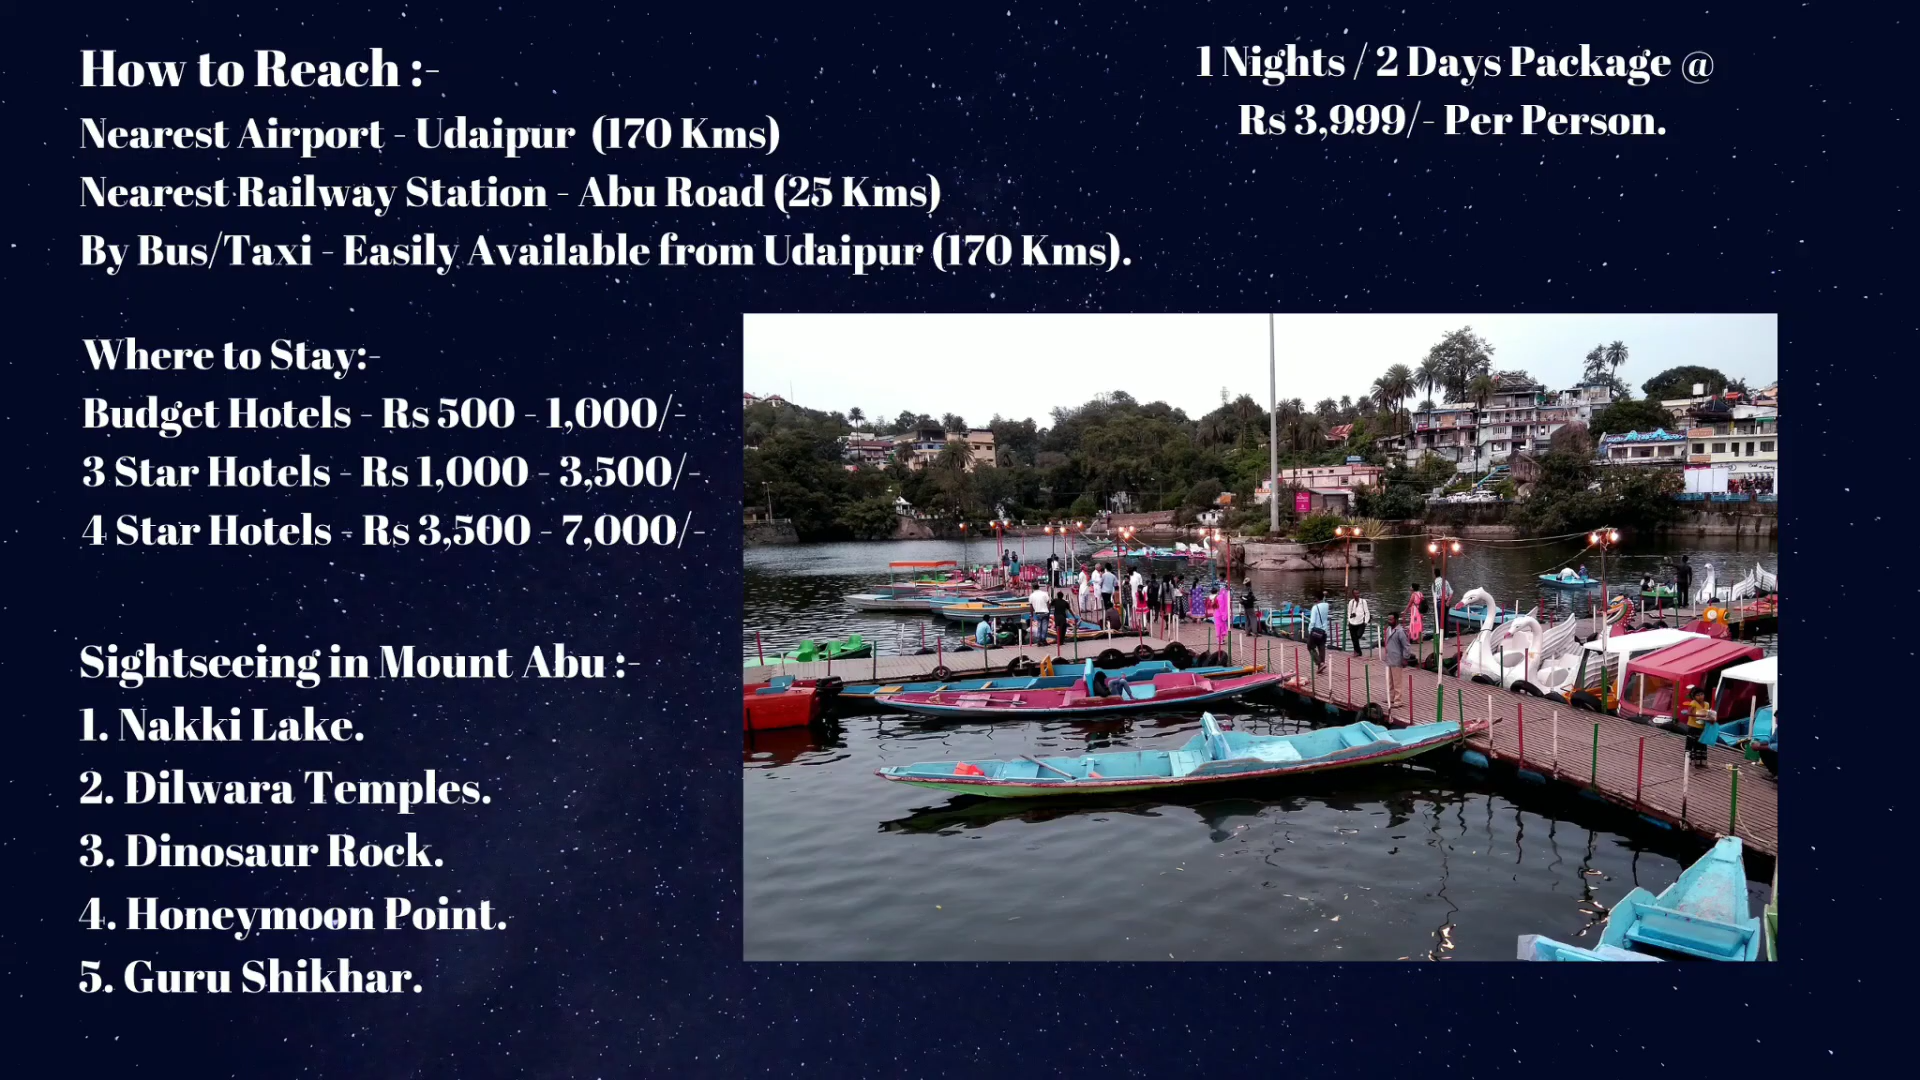 How to Reach :-
Nearest Airport - Udaipur (170 Kms)
Nearest Railway Station - Abu Road (25 Kms)
By Bus/Taxi - Easily Available from Udaipur (170 Kms).
1 Nights / 2 Days Package @
Rs 3,999/- Per Person.
Where to Stay:-
Budget Hotels - Rs 500 - 1,000/-
3 Star Hotels - Rs 1,000 - 3,500/-
4 Star Hotels - Rs 3,500 - 7,000/-
Sightseeing in Mount Abu :-
1. Nakki Lake.
2. Dilwara Temples.
3. Dinosaur Rock.
4. Honeymoon Point.
5. Guru Shikhar.